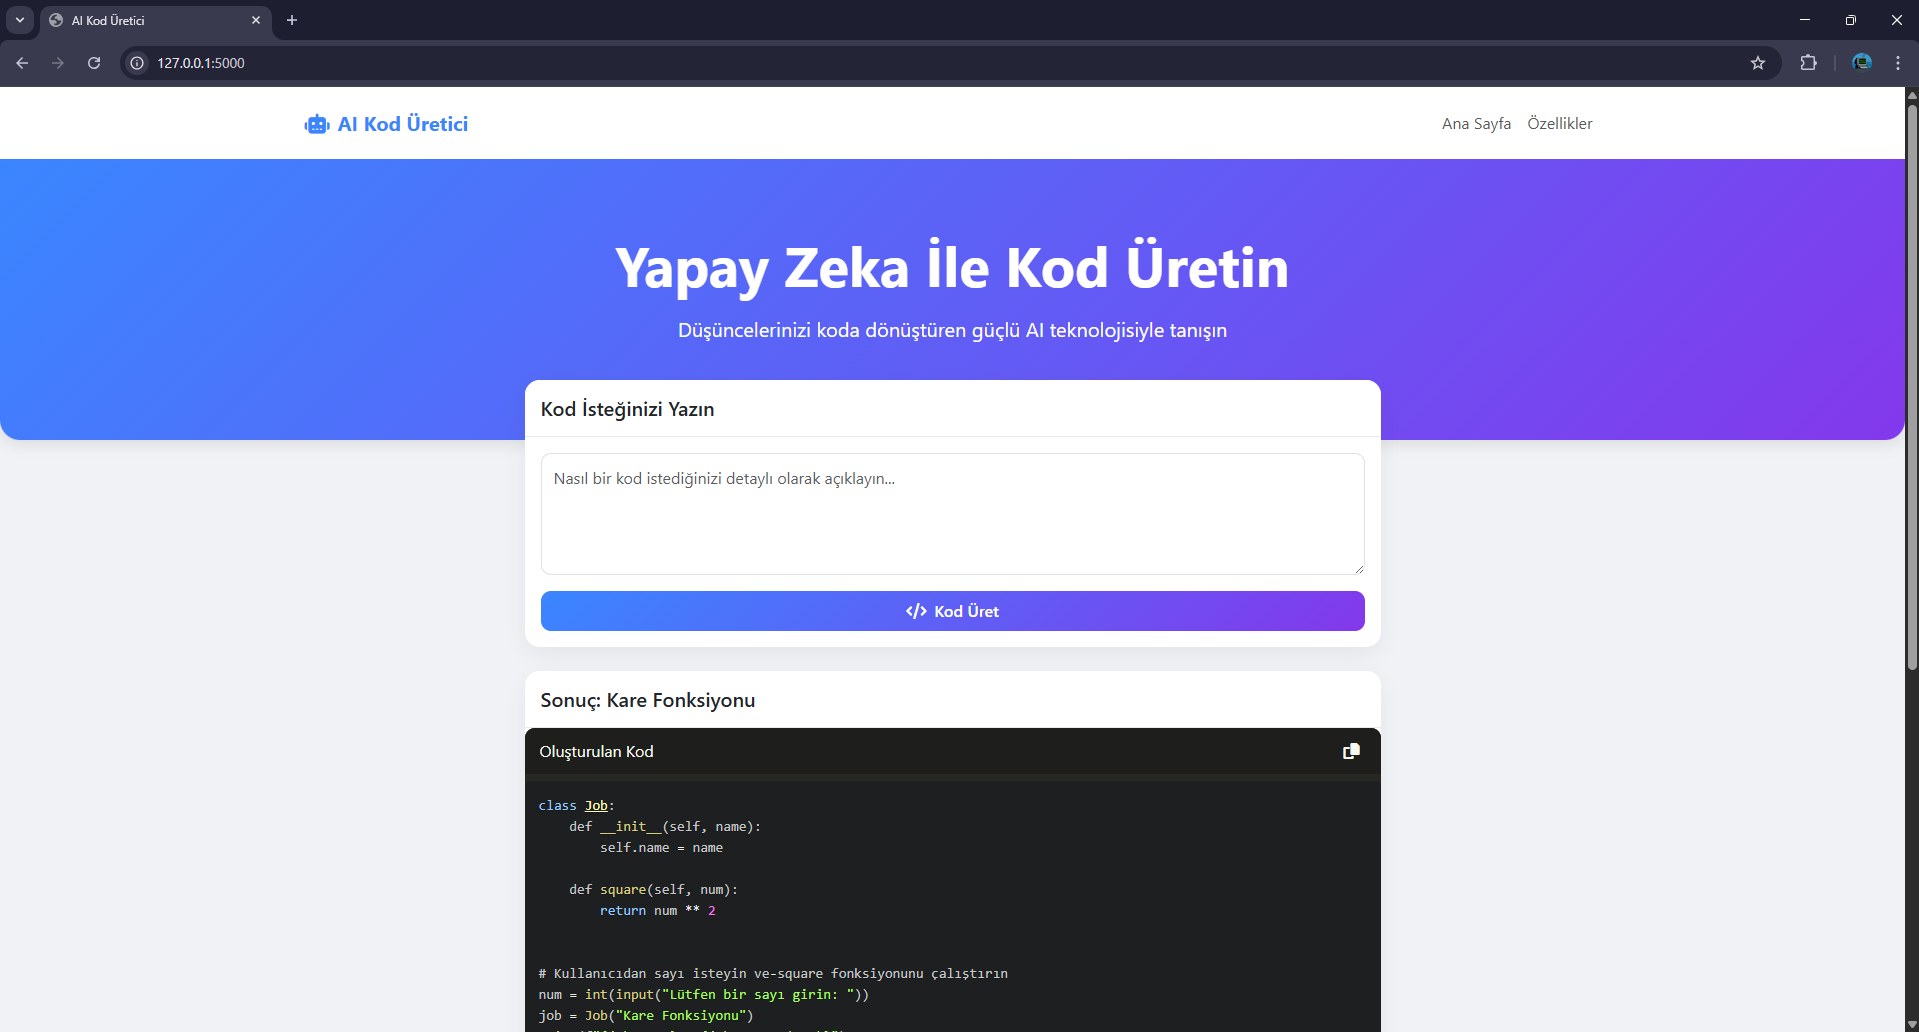 AI Kod Üretici
127.0.0.1:5000
AI Kod Üretici
Ana Sayfa Özellikler
Yapay Zeka İle Kod Üretin
Düşüncelerinizi koda dönüştüren güçlü AI teknolojisiyle tanışın
Kod İsteğinizi Yazın
Nasıl bir kod istediğinizi detaylı olarak açıklayın...
</> Kod Üret
Sonuç: Kare Fonksiyonu
Oluşturulan Kod
class Job:
    def __init__(self, name):
        self.name = name
    def square(self, num):
        return num ** 2
# Kullanıcıdan sayı isteyin ve-square fonksiyonunu çalıştırın
num = int(input("Lütfen bir sayı girin: "))
job = Job("Kare Fonksiyonu")